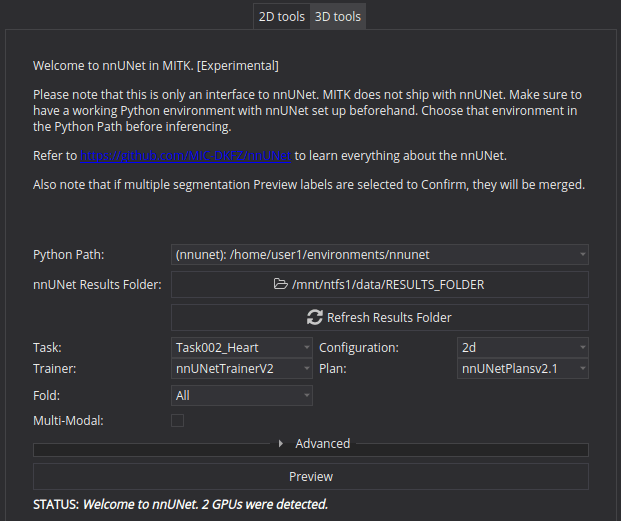 2D tools 3D tools
Welcome to nnUNet in MITK. [Experimental]
Please note that this is only an interface to nnUNet. MITK does not ship with nnUNet. Make sure to
have a working Python environment with nnUNet set up beforehand. Choose that environment in
the Python Path before inferencing.
Refer to https://github.com/MIC-DKFZ/nnUNet to learn everything about the nnUNet.
Also note that if multiple segmentation Preview labels are selected to Confirm, they will be merged.
Python Path: (nnunet): /home/user1/environments/nnunet
nnUNet Results Folder: /mnt/ntfs1/data/RESULTS_FOLDER
Refresh Results Folder
Task: Task002_Heart Configuration: 2d
Trainer: nnUNetTrainerV2 Plan: nnUNetPlansv2.1
Fold: All
Multi-Modal:
Advanced
Preview
STATUS: Welcome to nnUNet. 2 GPUs were detected.